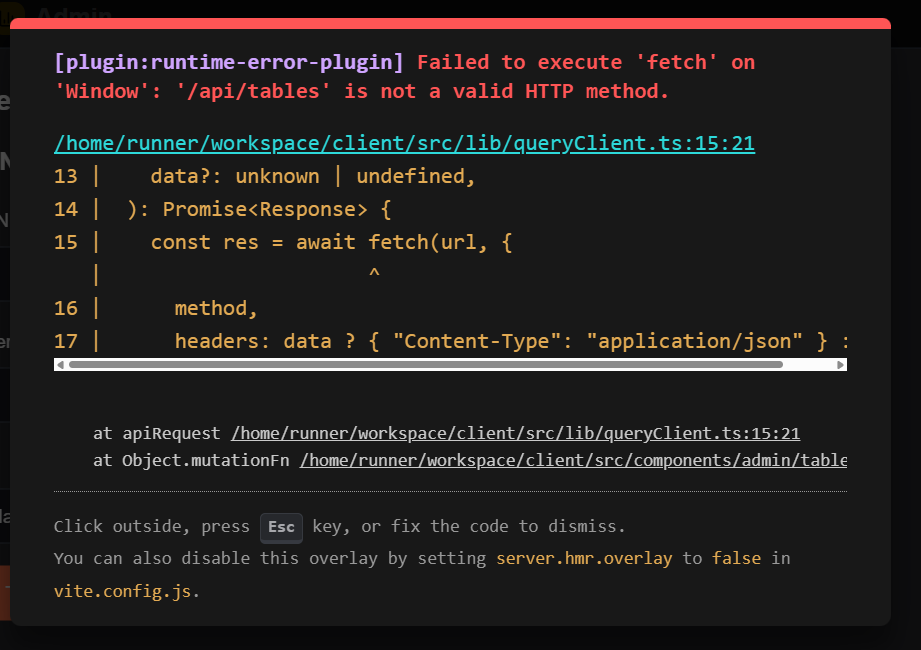 Admin
[plugin:runtime-error-plugin] Failed to execute 'fetch' on
'Window': '/api/tables' is not a valid HTTP method.
/home/runner/workspace/client/src/lib/queryClient.ts:15:21
13 |    data?: unknown | undefined,
14 |  ): Promise<Response> {
15 |    const res = await fetch(url, {
   |                      ^
16 |      method,
17 |      headers: data ? { "Content-Type": "application/json" } :
at apiRequest /home/runner/workspace/client/src/lib/queryClient.ts:15:21
at Object.mutationFn /home/runner/workspace/client/src/components/admin/table
Click outside, press Esc key, or fix the code to dismiss.
You can also disable this overlay by setting server.hmr.overlay to false in
vite.config.js.